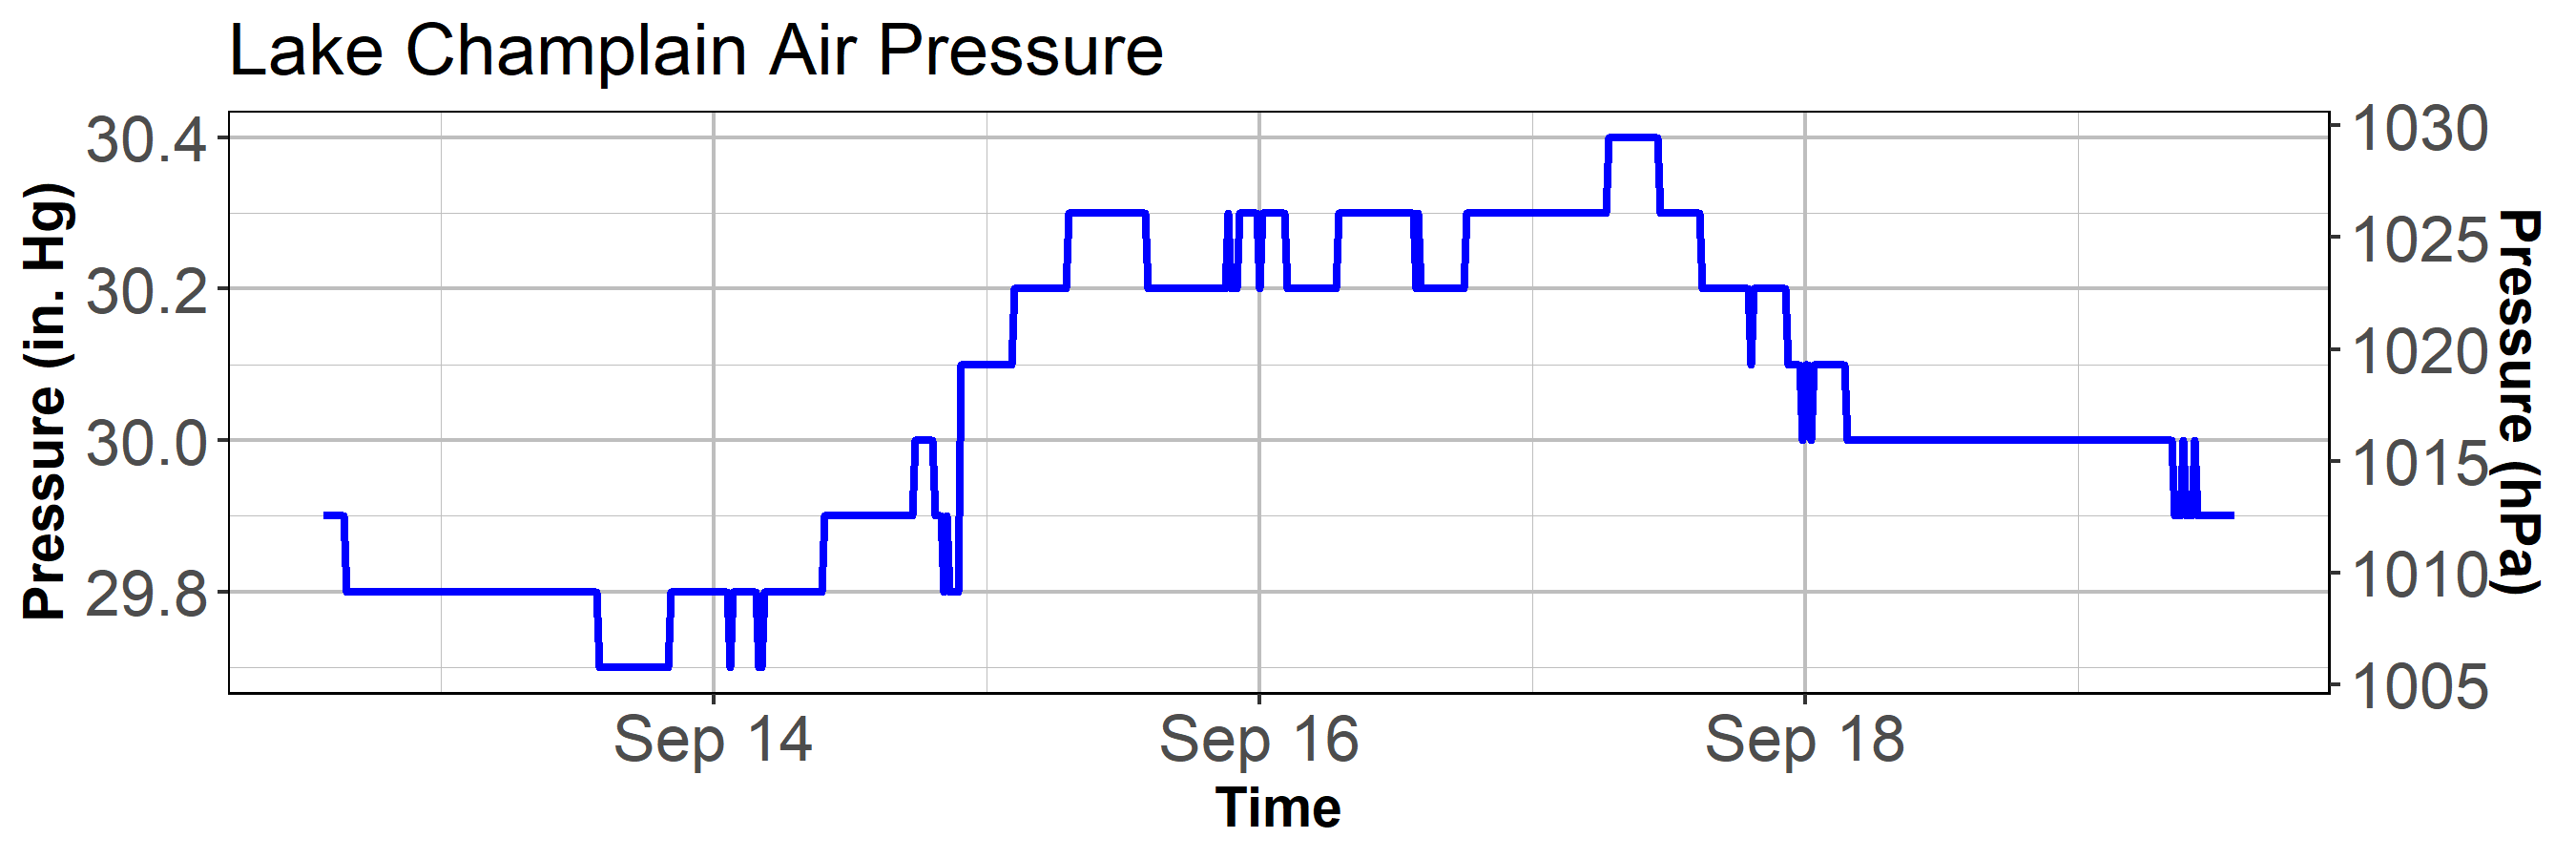 Lake Champlain Air Pressure
Pressure (in. Hg)
30.4
30.2
30.0
29.8
1030
1025
1020
1015
1010
1005
Pressure (hPa)
Sep 14
Sep 16
Sep 18
Time